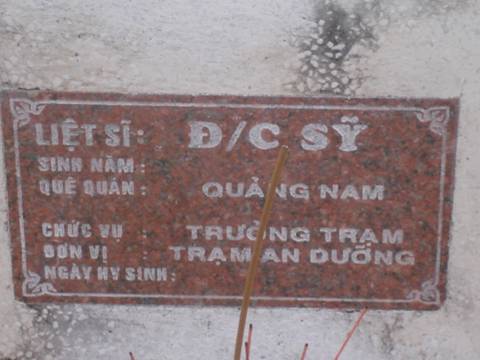 LIỆT SĨ: Đ/C SỸ
SINH NĂM:
QUÊ QUÁN: QUẢNG NAM
CHỨC VỤ : TRƯỞNG TRẠM
ĐƠN VỊ : TRẠM AN DƯỠNG
NGÀY HY SINH: